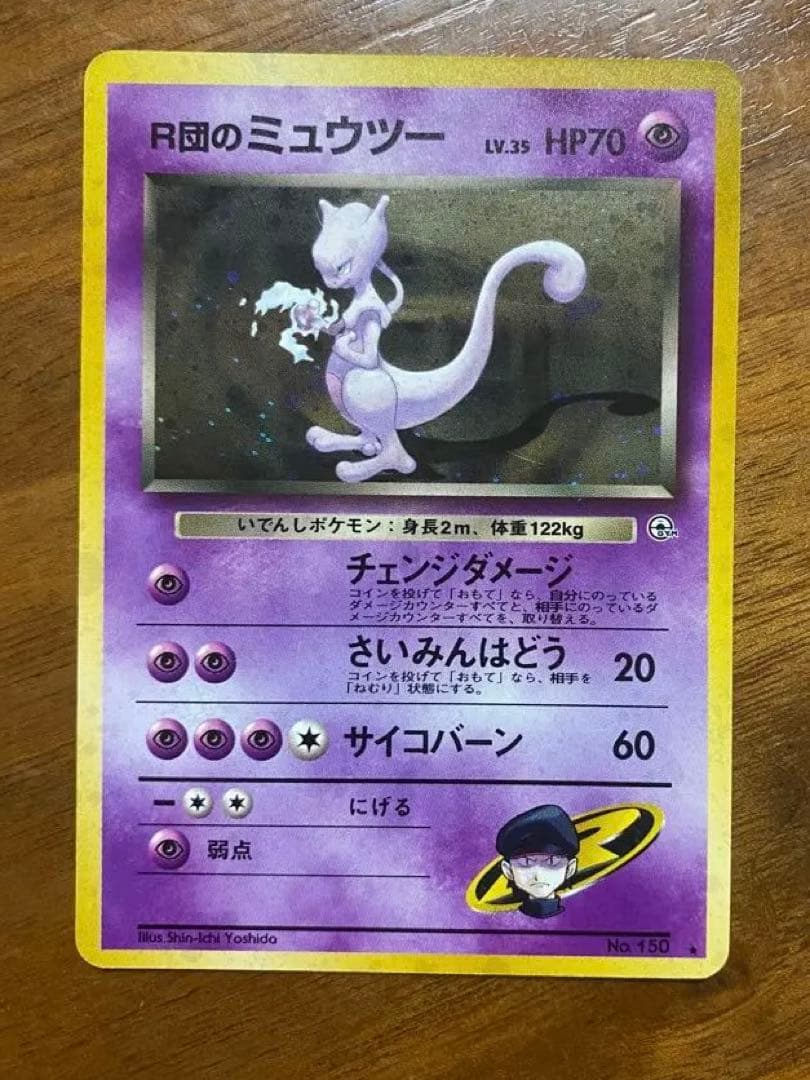 R団のミュウツー LV.35 HP70
いでんしポケモン：身長2m、体重122kg
GYM
チェンジダメージ
コインを投げて「おもて」なら、自分にのっている
ダメージカウンターすべてと、相手にのっているダ
メージカウンターすべてを、取り替える。
さいみんはどう 20
コインを投げて「おもて」なら、相手を
「ねむり」状態にする。
サイコバーン 60
ー にげる
弱点
Illus.Shin-Ichi Yoshida
No. 150 ★